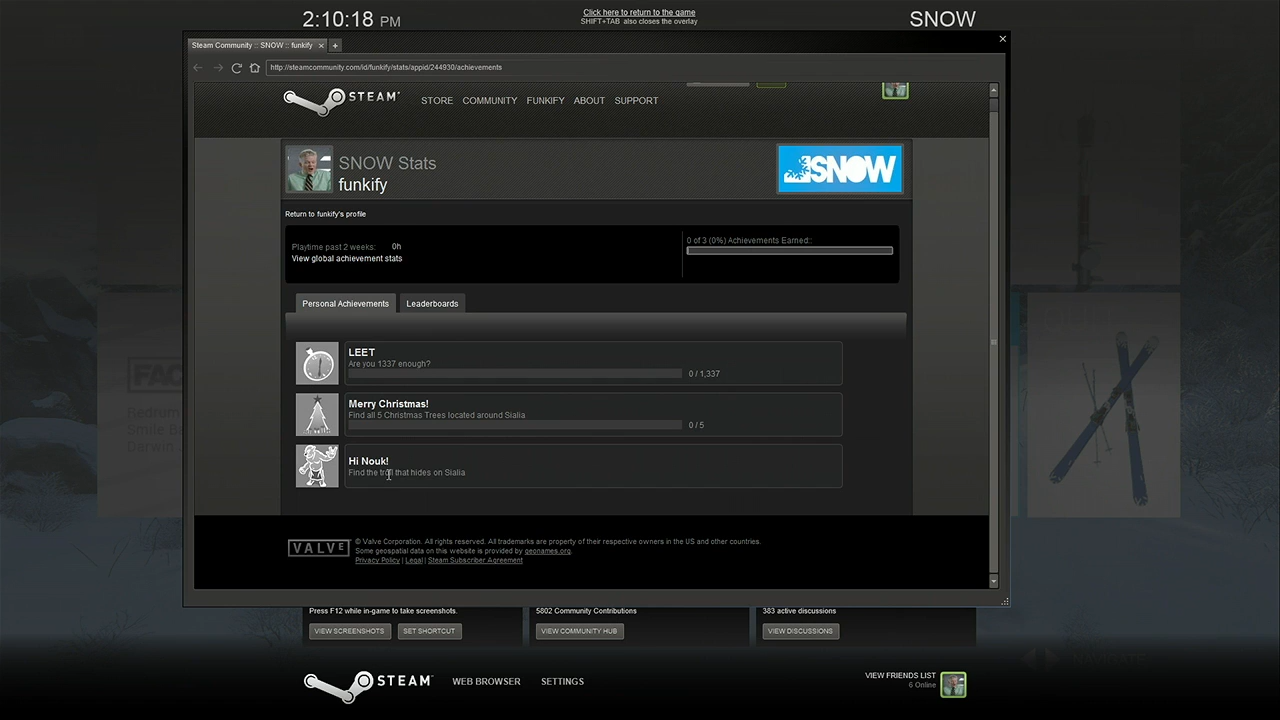 2:10:18 PM
Click here to return to the game
SHIFT+TAB also closes the overlay
SNOW
Steam Community :: SNOW :: funkify
http://steamcommunity.com/id/funkify/stats/appid/244930/achievements
STEAM
STORE COMMUNITY FUNKIFY ABOUT SUPPORT
SNOW Stats
funkify
SNOW
Return to funkify's profile
Playtime past 2 weeks: 0h
View global achievement stats
0 of 3 (0%) Achievements Earned::
Personal Achievements
Leaderboards
LEET
Are you 1337 enough?
0 / 1,337
Merry Christmas!
Find all 5 Christmas Trees located around Sialia
0 / 5
Hi Nouk!
Find the troll that hides on Sialia
VALVE
© Valve Corporation. All rights reserved. All trademarks are property of their respective owners in the US and other countries.
Some geospatial data on this website is provided by geonames.org.
Privacy Policy | Legal | Steam Subscriber Agreement
Redrum
Smile
Darwin
Press F12 while in-game to take screenshots.
5802 Community Contributions
383 active discussions
VIEW SCREENSHOTS
SET SHORTCUT
VIEW COMMUNITY HUB
VIEW DISCUSSIONS
NAVIGATE
STEAM
WEB BROWSER
SETTINGS
VIEW FRIENDS LIST
6 Online